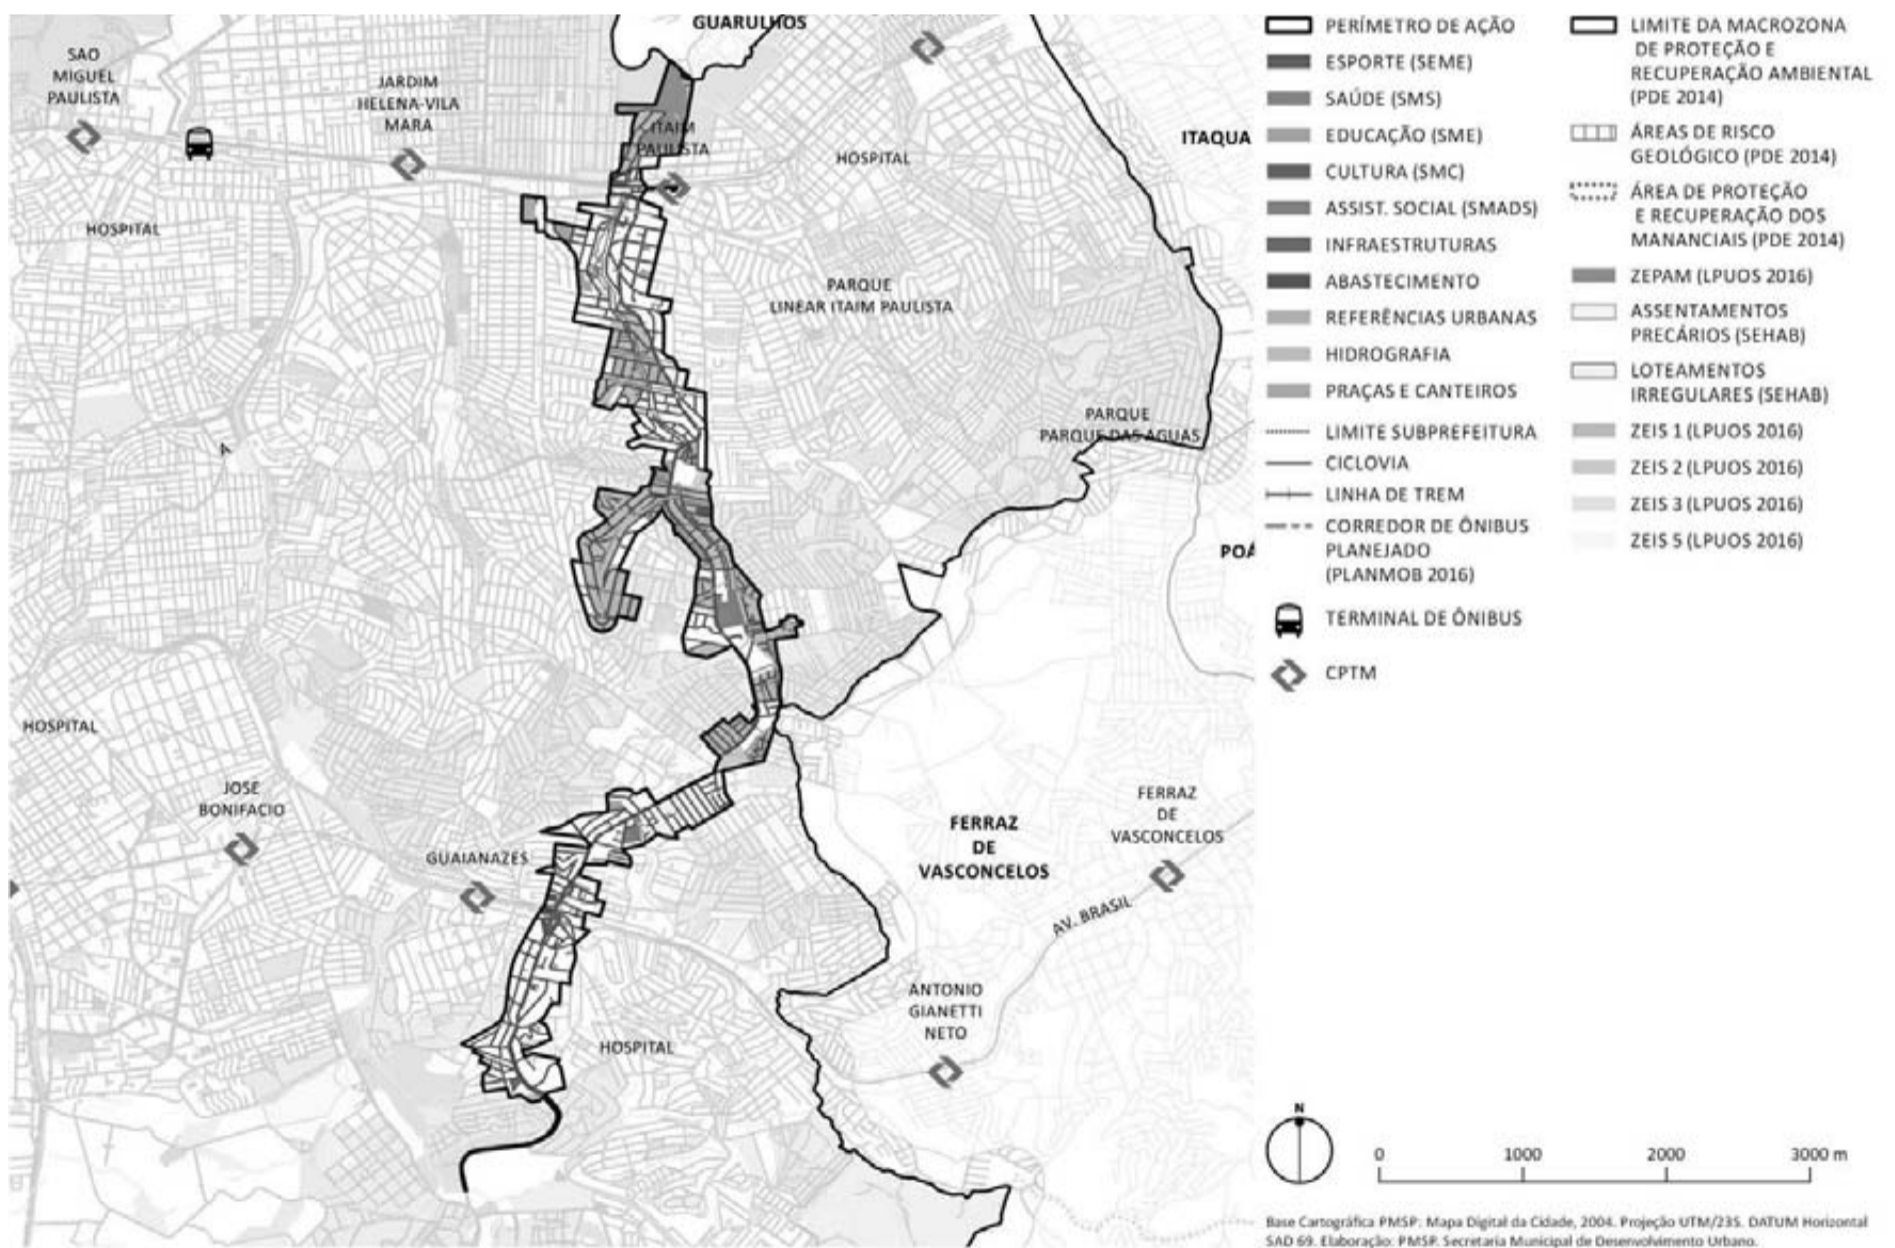 GUARULHOS
SAO
MIGUEL
PAULISTA
JARDIM
HELENA-VILA
MARA
ITAIM
PAULISTA
HOSPITAL
ITAQUA
HOSPITAL
PARQUE
LINEAR ITAIM PAULISTA
PARQUE
PARQUE DAS AGUAS
POÁ
HOSPITAL
JOSE
BONIFACIO
GUAIANAZES
FERRAZ
DE
VASCONCELOS
FERRAZ
DE
VASCONCELOS
AV. BRASIL
ANTONIO
GIANETTI
NETO
HOSPITAL
PERÍMETRO DE AÇÃO
ESPORTE (SEME)
SAÚDE (SMS)
EDUCAÇÃO (SME)
CULTURA (SMC)
ASSIST. SOCIAL (SMADS)
INFRAESTRUTURAS
ABASTECIMENTO
REFERÊNCIAS URBANAS
HIDROGRAFIA
PRAÇAS E CANTEIROS
LIMITE SUBPREFEITURA
CICLOVIA
LINHA DE TREM
CORREDOR DE ÔNIBUS
PLANEJADO
(PLANMOB 2016)
TERMINAL DE ÔNIBUS
CPTM
LIMITE DA MACROZONA
DE PROTEÇÃO E
RECUPERAÇÃO AMBIENTAL
(PDE 2014)
ÁREAS DE RISCO
GEOLÓGICO (PDE 2014)
ÁREA DE PROTEÇÃO
E RECUPERAÇÃO DOS
MANANCIAIS (PDE 2014)
ZEPAM (LPUOS 2016)
ASSENTAMENTOS
PRECÁRIOS (SEHAB)
LOTEAMENTOS
IRREGULARES (SEHAB)
ZEIS 1 (LPUOS 2016)
ZEIS 2 (LPUOS 2016)
ZEIS 3 (LPUOS 2016)
ZEIS 5 (LPUOS 2016)
N
0 1000 2000 3000 m
Base Cartográfica PMSP: Mapa Digital da Cidade, 2004. Projeção UTM/23S. DATUM Horizontal
SAD 69. Elaboração: PMSP. Secretaria Municipal de Desenvolvimento Urbano.